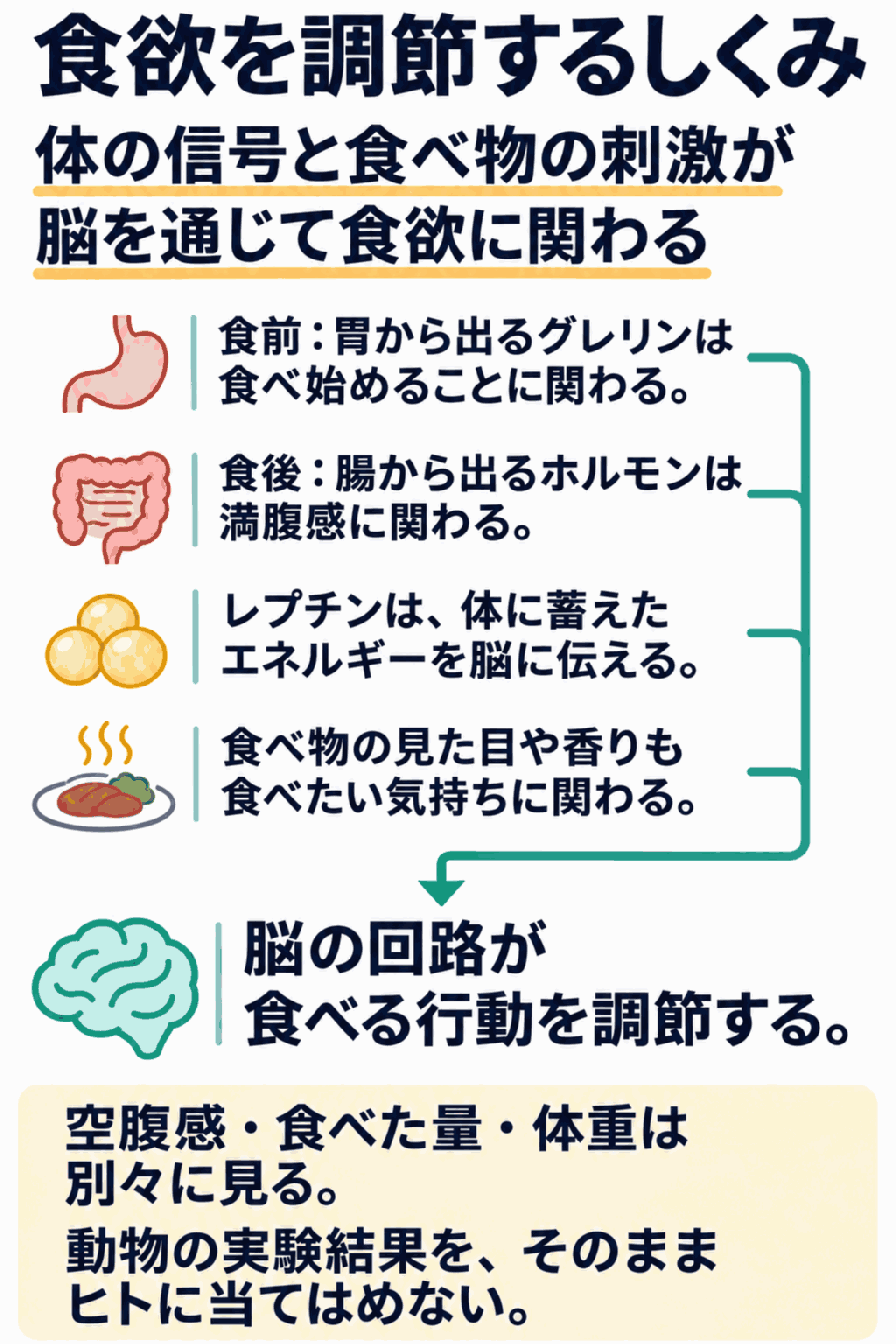 食欲を調節するしくみ
体の信号と食べ物の刺激が
脳を通じて食欲に関わる
食前：胃から出るグレリンは
食べ始めることに関わる。
食後：腸から出るホルモンは
満腹感に関わる。
レプチンは、体に蓄えた
エネルギーを脳に伝える。
食べ物の見た目や香りも
食べたい気持ちに関わる。
脳の回路が
食べる行動を調節する。
空腹感・食べた量・体重は
別々に見る。
動物の実験結果を、そのまま
ヒトに当てはめない。